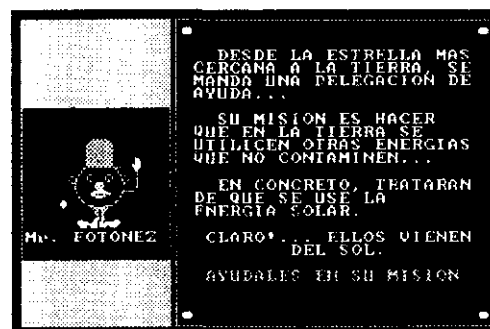 DESDE LA ESTRELLA MAS
CERCANA A LA TIERRA, SE
MANDA UNA DELEGACION DE
AYUDA...
SU MISION ES HACER
QUE EN LA TIERRA SE
UTILICEN OTRAS ENERGIAS
QUE NO CONTAMINEN...
EN CONCRETO, TRATARAN
DE QUE SE USE LA
ENERGIA SOLAR.
CLARO... ELLOS VIENEN
DEL SOL.
AYUDALES EN SU MISION
Mr. FOTONEZ